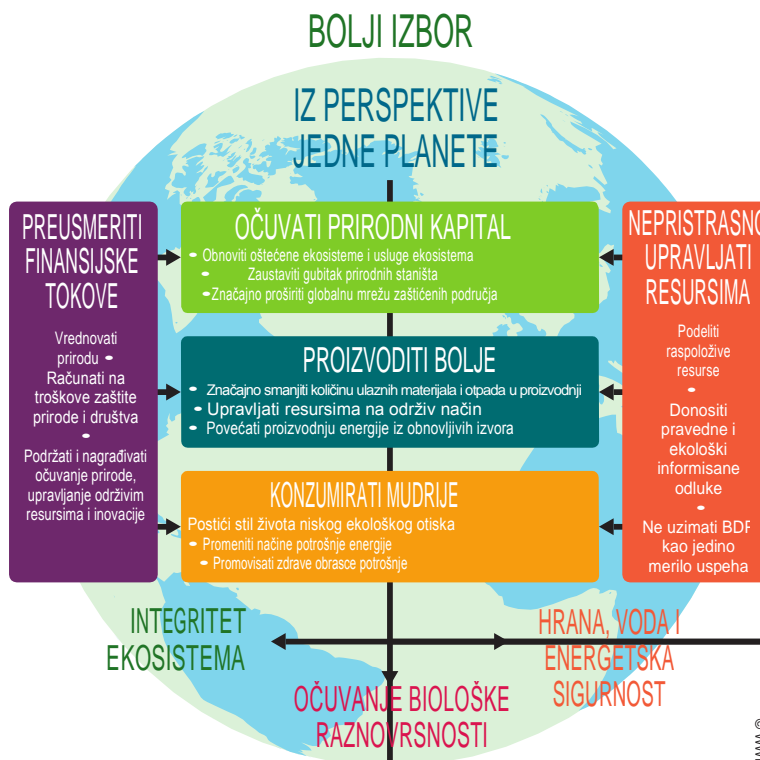 BOLJI IZBOR
IZ PERSPEKTIVE
JEDNE PLANETE
PREUSMERITI
FINANSIJSKE
TOKOVE
Vrednovati
prirodu •
Računati na
troškove zaštite
prirode i društva
•
Podržati i nagrađivati
očuvanje prirode,
upravljanje održivim
resursima i inovacije
OČUVATI PRIRODNI KAPITAL
• Obnoviti oštećene ekosisteme i usluge ekosistema
• Zaustaviti gubitak prirodnih staništa
• Značajno proširiti globalnu mrežu zaštićenih područja
PROIZVODITI BOLJE
• Značajno smanjiti količinu ulaznih materijala i otpada u proizvodnji
• Upravljati resursima na održiv način
• Povećati proizvodnju energije iz obnovljivih izvora
KONZUMIRATI MUDRIJE
Postići stil života niskog ekološkog otiska
• Promeniti načine potrošnje energije
• Promovisati zdrave obrasce potrošnje
NEPRISTRASNO
UPRAVLJATI
RESURSIMA
Podeliti
raspoložive
resurse
•
Donositi
pravedne i
ekološki
informisane
odluke
•
Ne uzimati BDP
kao jedino
merilo uspeha
INTEGRITET
EKOSISTEMA
HRANA, VODA I
ENERGETSKA
SIGURNOST
OČUVANJE BIOLOŠKE
RAZNOVRSNOSTI